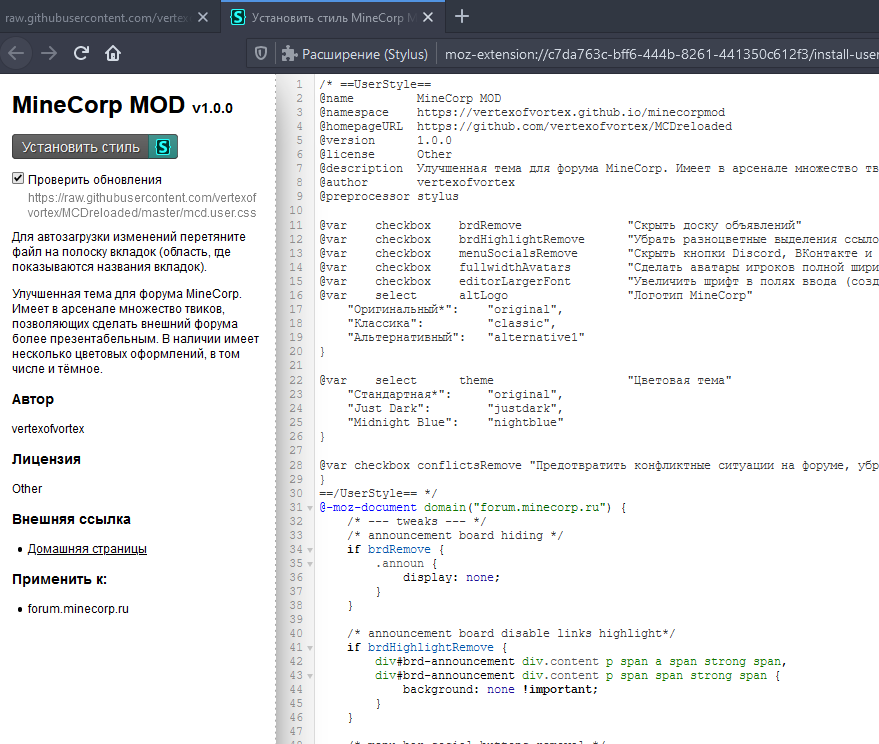 raw.githubusercontent.com/vertex
Установить стиль MineCorp M
Расширение (Stylus)
moz-extension://c7da763c-bff6-444b-8261-441350c612f3/install-user
MineCorp MOD v1.0.0
Установить стиль
Проверить обновления
https://raw.githubusercontent.com/vertexof
vortex/MCDreloaded/master/mcd.user.css
Для автозагрузки изменений перетяните
файл на полоску вкладок (область, где
показываются названия вкладок).
Улучшенная тема для форума MineCorp.
Имеет в арсенале множество твиков,
позволяющих сделать внешний форума
более презентабельным. В наличии имеет
несколько цветовых оформлений, в том
числе и тёмное.
Автор
vertexofvortex
Лицензия
Other
Внешняя ссылка
Домашняя страницы
Применить к:
forum.minecorp.ru
1 /* ==UserStyle==
2 @name MineCorp MOD
3 @namespace https://vertexofvortex.github.io/minecorpmod
4 @homepageURL https://github.com/vertexofvortex/MCDreloaded
5 @version 1.0.0
6 @license Other
7 @description Улучшенная тема для форума MineCorp. Имеет в арсенале множество тв
8 @author vertexofvortex
9 @preprocessor stylus
10
11 @var checkbox brdRemove "Скрыть доску объявлений"
12 @var checkbox brdHighlightRemove "Убрать разноцветные выделения ссыло
13 @var checkbox menuSocialsRemove "Скрыть кнопки Discord, ВКонтакте и
14 @var checkbox fullwidthAvatars "Сделать аватары игроков полной шири
15 @var checkbox editorLargerFont "Увеличить шрифт в полях ввода (созд
16 @var select altLogo "Логотип MineCorp"
17 "Оригинальный*": "original",
18 "Классика": "classic",
19 "Альтернативный": "alternative1"
20 }
21
22 @var select theme "Цветовая тема"
23 "Стандартная*": "original",
24 "Just Dark": "justdark",
25 "Midnight Blue": "nightblue"
26 }
27
28 @var checkbox conflictsRemove "Предотвратить конфликтные ситуации на форуме, убр
29 }
30 ==/UserStyle== */
31 @-moz-document domain("forum.minecorp.ru") {
32 /* --- tweaks --- */
33 /* announcement board hiding */
34 if brdRemove {
35 .announ {
36 display: none;
37 }
38 }
39
40 /* announcement board disable links highlight*/
41 if brdHighlightRemove {
42 div#brd-announcement div.content p span a span strong span,
43 div#brd-announcement div.content p span span strong span {
44 background: none !important;
45 }
46 }
47